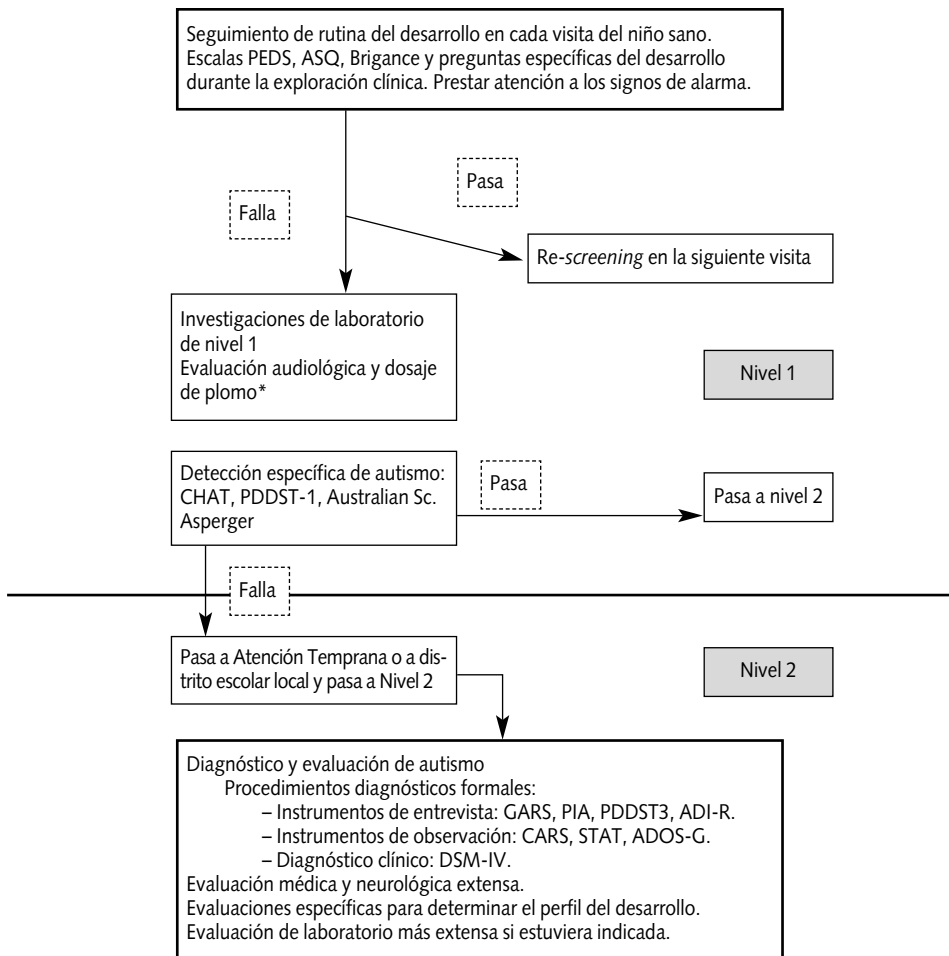 Seguimiento de rutina del desarrollo en cada visita del niño sano.
Escalas PEDS, ASQ, Brigance y preguntas específicas del desarrollo
durante la exploración clínica. Prestar atención a los signos de alarma.
Pasa
Falla
Re-screening en la siguiente visita
Investigaciones de laboratorio
de nivel 1
Evaluación audiológica y dosaje
de plomo*
Nivel 1
Detección específica de autismo:
CHAT, PDDST-1, Australian Sc.
Asperger
Pasa
Pasa a nivel 2
Falla
Pasa a Atención Temprana o a dis-
trito escolar local y pasa a Nivel 2
Nivel 2
Diagnóstico y evaluación de autismo
Procedimientos diagnósticos formales:
– Instrumentos de entrevista: GARS, PIA, PDDST3, ADI-R.
– Instrumentos de observación: CARS, STAT, ADOS-G.
– Diagnóstico clínico: DSM-IV.
Evaluación médica y neurológica extensa.
Evaluaciones específicas para determinar el perfil del desarrollo.
Evaluación de laboratorio más extensa si estuviera indicada.